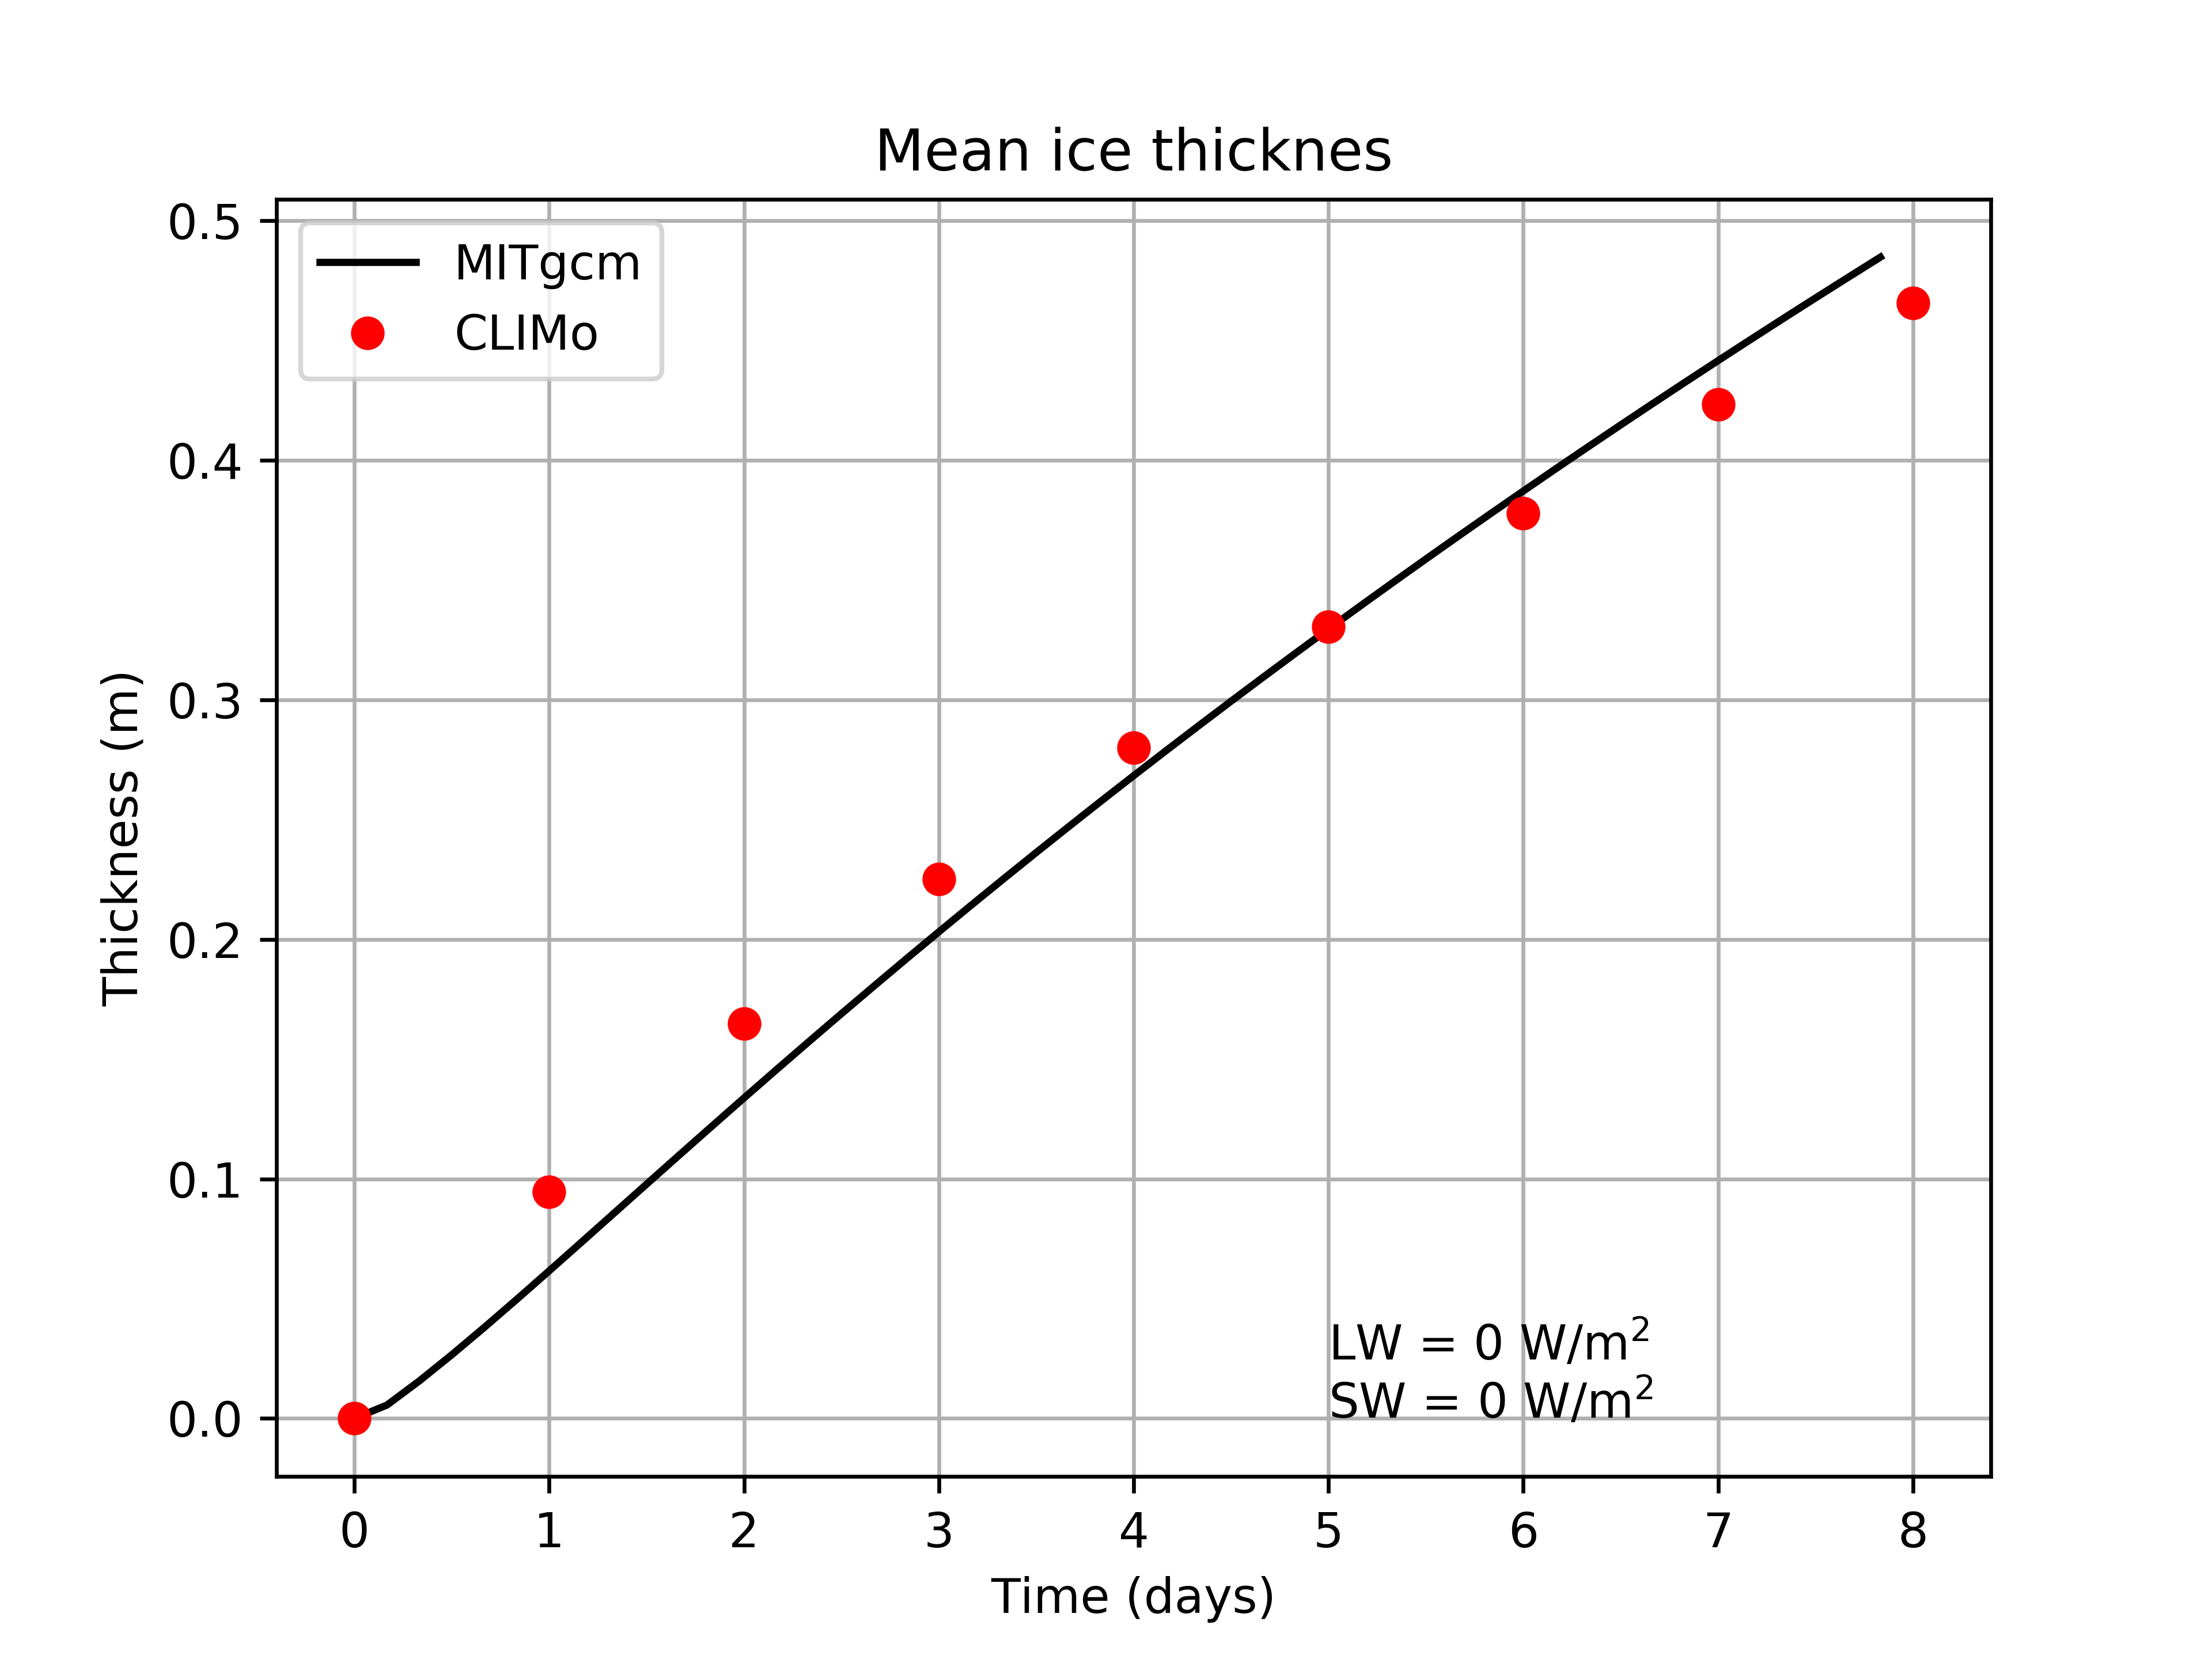 Mean ice thicknes
0.5
0.4
0.3
0.2
0.1
0.0
Thickness (m)
MITgcm
CLIMo
LW = 0 W/m²
SW = 0 W/m²
0 1 2 3 4 5 6 7 8
Time (days)